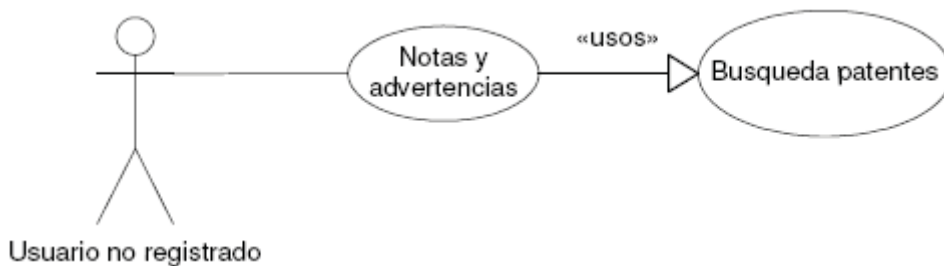 «usos»
Notas y
advertencias
Busqueda patentes
Usuario no registrado